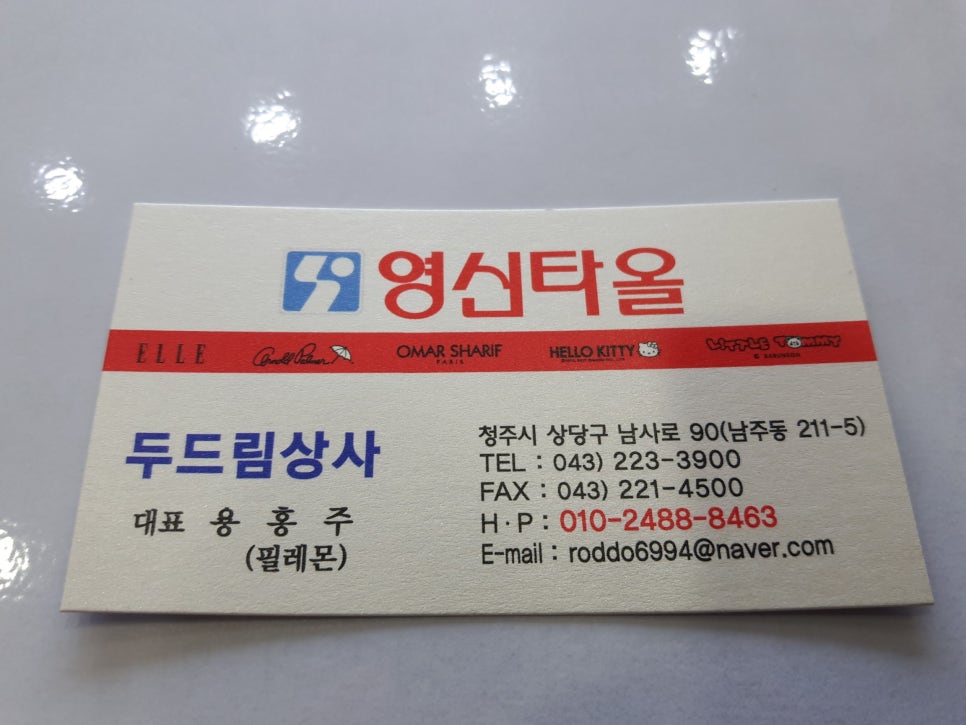 영신타올
ELLE
Arnold Palmer
OMAR SHARIF
PARIS
HELLO KITTY
LITTLE TOMMY
두드림상사
대표 용 홍 주
(필레몬)
청주시 상당구 남사로 90(남주동 211-5)
TEL : 043) 223-3900
FAX : 043) 221-4500
H·P : 010-2488-8463
E-mail : roddo6994@naver.com